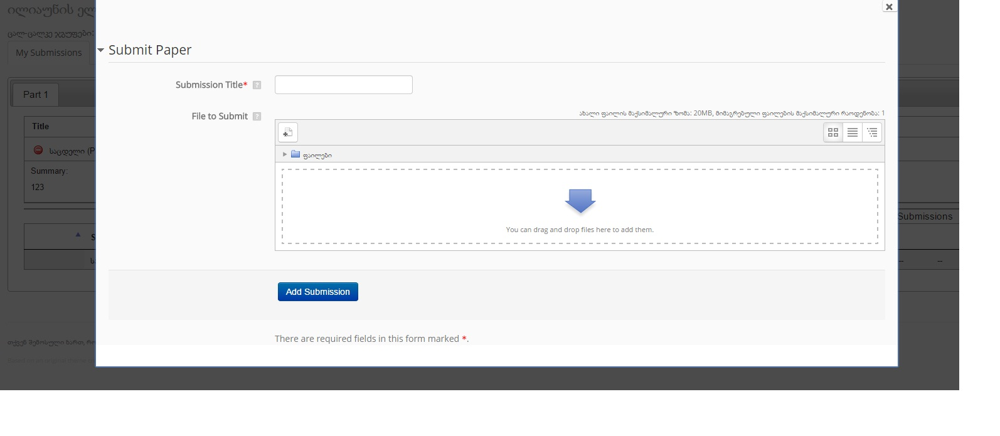 ილიაუნის ელ
ცალ-ცალკე ჯგუფები:
My Submissions
Submit Paper
Part 1
Submission Title*
File to Submit
ახალი ფაილის მაქსიმალური ზომა: 20MB, მიმაგრებული ფაილების მაქსიმალური რაოდენობა: 1
Title
საცდელი (P
ფაილები
Summary:
123
You can drag and drop files here to add them.
Submissions
S
ს
--
--
Add Submission
There are required fields in this form marked *.
თქვენ შემოსული ხართ, რო